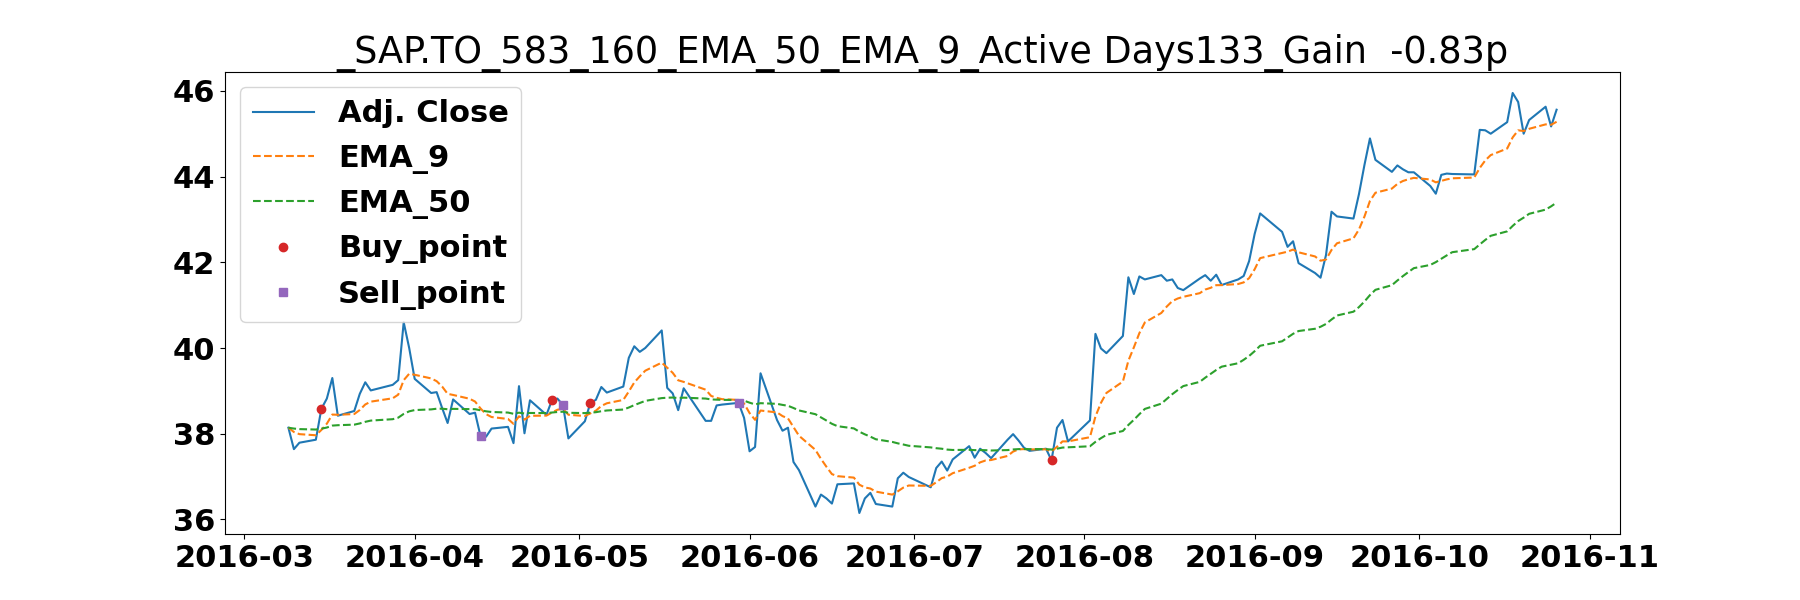 _SAP.TO_583_160_EMA_50_EMA_9_Active Days133_Gain  -0.83p
46
44
42
40
38
36
Adj. Close
EMA_9
EMA_50
Buy_point
Sell_point
2016-03 2016-04 2016-05 2016-06 2016-07 2016-08 2016-09 2016-10 2016-11